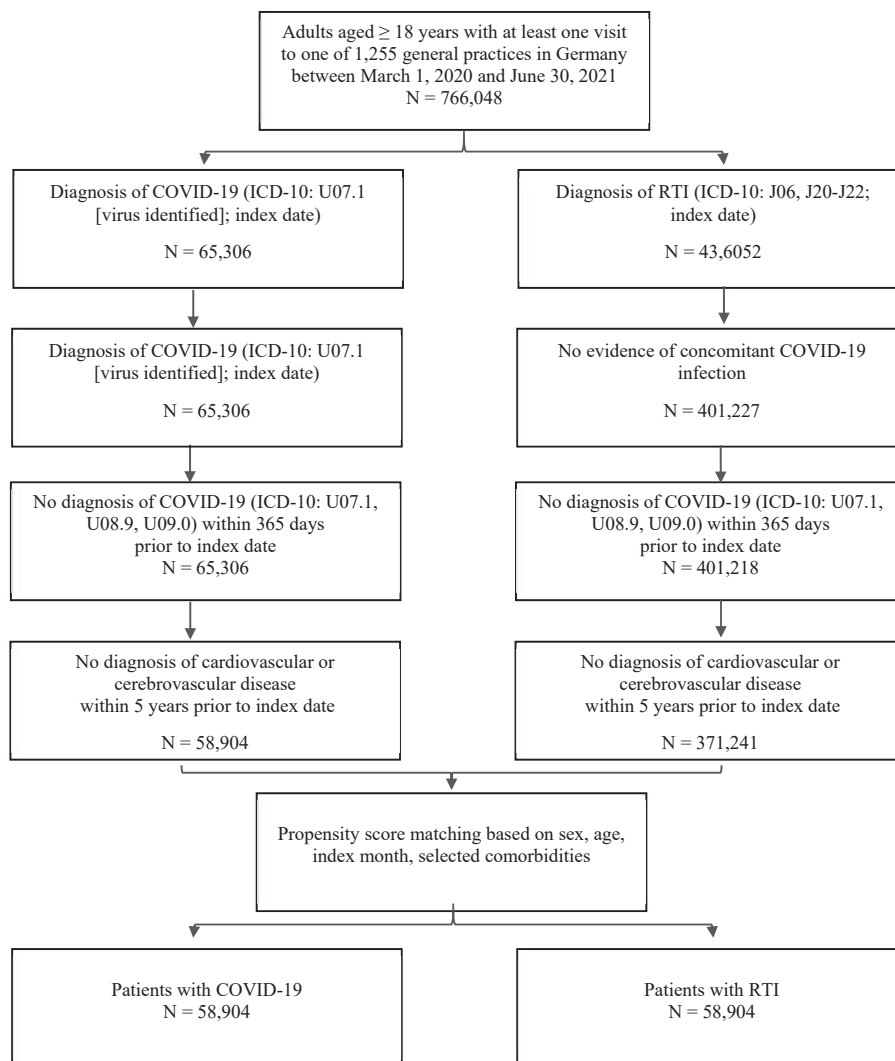 Adults aged ≥ 18 years with at least one visit
to one of 1,255 general practices in Germany
between March 1, 2020 and June 30, 2021
N = 766,048
Diagnosis of COVID-19 (ICD-10: U07.1
[virus identified]; index date)
N = 65,306
Diagnosis of RTI (ICD-10: J06, J20-J22;
index date)
N = 43,6052
Diagnosis of COVID-19 (ICD-10: U07.1
[virus identified]; index date)
N = 65,306
No evidence of concomitant COVID-19
infection
N = 401,227
No diagnosis of COVID-19 (ICD-10: U07.1,
U08.9, U09.0) within 365 days
prior to index date
N = 65,306
No diagnosis of COVID-19 (ICD-10: U07.1,
U08.9, U09.0) within 365 days
prior to index date
N = 401,218
No diagnosis of cardiovascular or
cerebrovascular disease
within 5 years prior to index date
N = 58,904
No diagnosis of cardiovascular or
cerebrovascular disease
within 5 years prior to index date
N = 371,241
Propensity score matching based on sex, age,
index month, selected comorbidities
Patients with COVID-19
N = 58,904
Patients with RTI
N = 58,904